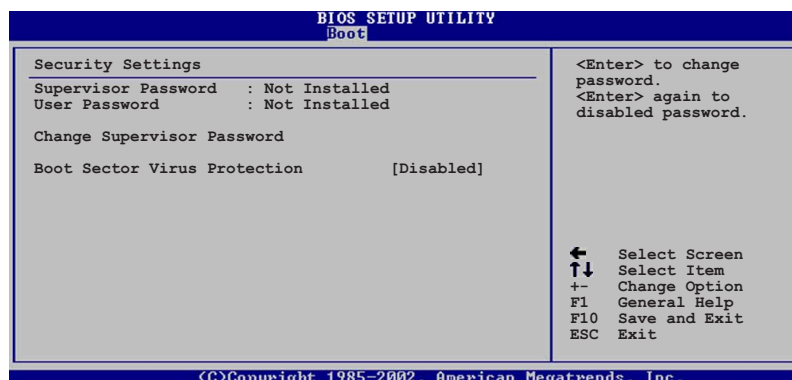 BIOS SETUP UTILITY
Boot
Security Settings
Supervisor Password : Not Installed
User Password : Not Installed
Change Supervisor Password
Boot Sector Virus Protection [Disabled]
<Enter> to change
password.
<Enter> again to
disabled password.
← Select Screen
↑↓ Select Item
+- Change Option
F1 General Help
F10 Save and Exit
ESC Exit
(C)Copyright 1985-2002, American Megatrends, Inc.